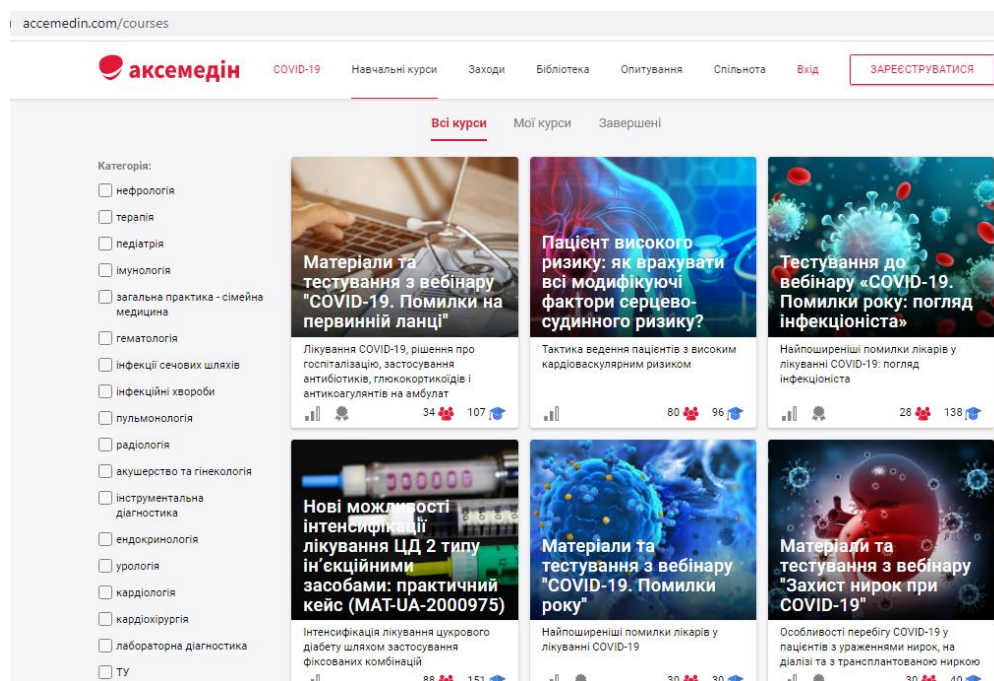 accemedin.com/courses
аксемедін
COVID-19 Навчальні курси Заходи Бібліотека Опитування Спільнота Вхід ЗАРЕЄСТРУВАТИСЯ
Всі курси Мої курси Завершені
Категорія:
нефрологія
терапія
педіатрія
імунологія
загальна практика - сімейна
медицина
гематологія
інфекції сечових шляхів
інфекційні хвороби
пульмонологія
радіологія
акушерство та гінекологія
інструментальна
діагностика
ендокринологія
урологія
кардіологія
кардіохірургія
лабораторна діагностика
ТУ
Матеріали та
тестування з вебінару
"COVID-19. Помилки на
первинній ланці"
Лікування COVID-19, рішення про
госпіталізацію, застосування
антибіотиків, глюкокортикоїдів і
антикоагулянтів на амбулат
34 107
Пацієнт високого
ризику: як врахувати
всі модифікуючі
фактори серцево-
судинного ризику?
Тактика ведення пацієнтів з високим
кардіоваскулярним ризиком
80 96
Тестування до
вебінару «COVID-19.
Помилки року: погляд
інфекціоніста»
Найпоширеніші помилки лікарів у
лікуванні COVID-19: погляд
інфекціоніста
28 138
Нові можливості
інтенсифікації
лікування ЦД 2 типу
ін’єкційними
засобами: практичний
кейс (MAT-UA-2000975)
Інтенсифікація лікування цукрового
діабету шляхом застосування
фіксованих комбінацій
88 151
Матеріали та
тестування з вебінару
"COVID-19. Помилки
року"
Найпоширеніші помилки лікарів у
лікуванні COVID-19
30 30
Матеріали та
тестування з вебінару
"Захист нирок при
COVID-19"
Особливості перебігу COVID-19 у
пацієнтів з ураженнями нирок, на
діалізі та з трансплантованою ниркою
30 40